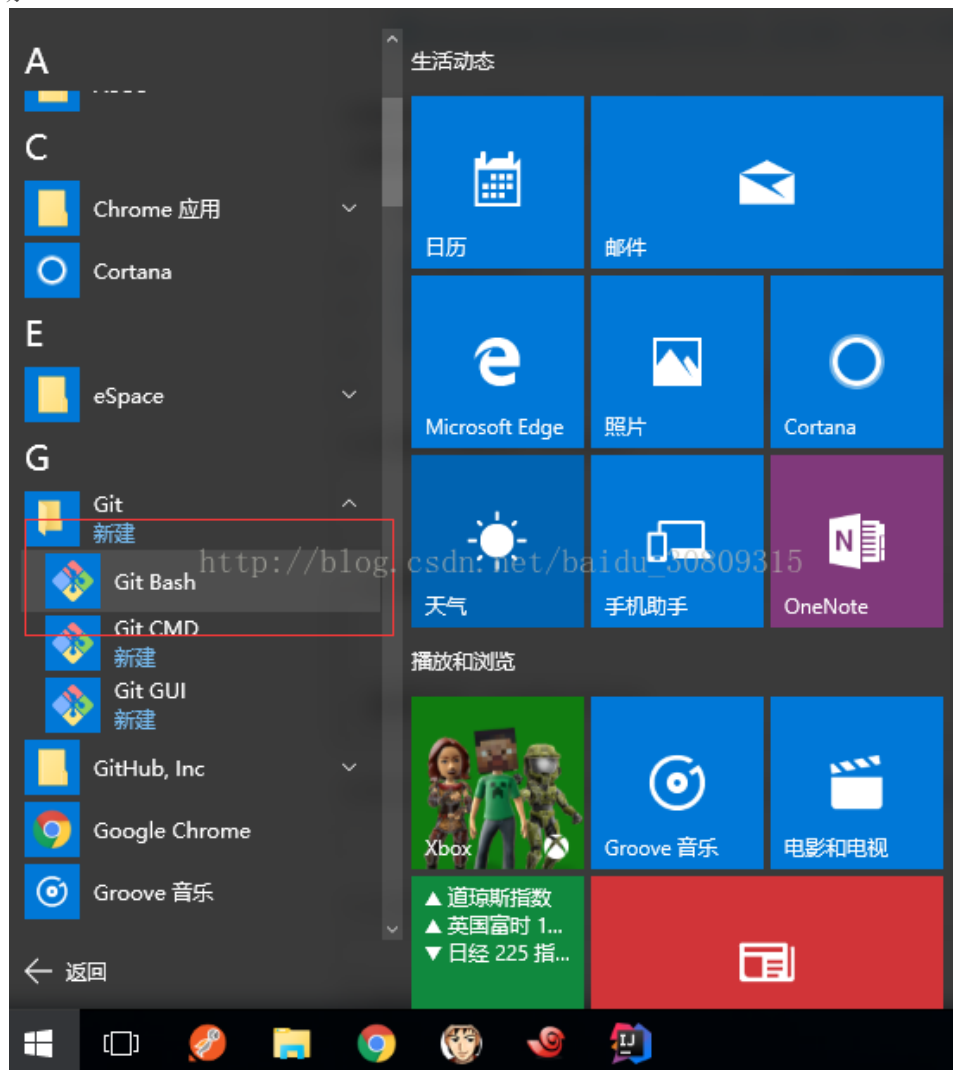 A
C
Chrome 应用
Cortana
E
eSpace
G
Git
新建
Git Bash
Git CMD
新建
Git GUI
新建
GitHub, Inc
Google Chrome
Groove 音乐
返回
生活动态
日历
邮件
Microsoft Edge
照片
Cortana
天气
手机助手
OneNote
http://blog.csdn.net/baidu_30809315
播放和浏览
Xbox
Groove 音乐
电影和电视
▲ 道琼斯指数
▲ 英国富时 1...
▼ 日经 225 指...
N
IJ